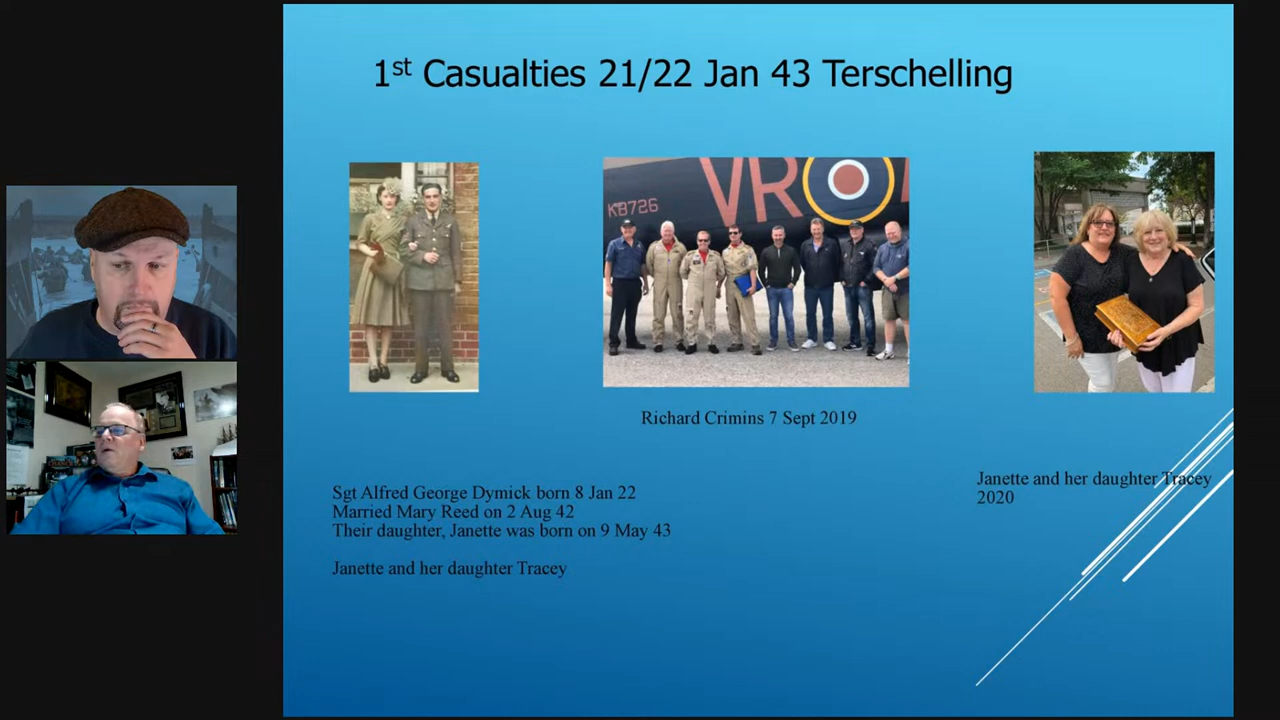 1st Casualties 21/22 Jan 43 Terschelling
KB726
VR
Richard Crimins 7 Sept 2019
Janette and her daughter Tracey
2020
Sgt Alfred George Dymick born 8 Jan 22
Married Mary Reed on 2 Aug 42
Their daughter, Janette was born on 9 May 43
Janette and her daughter Tracey